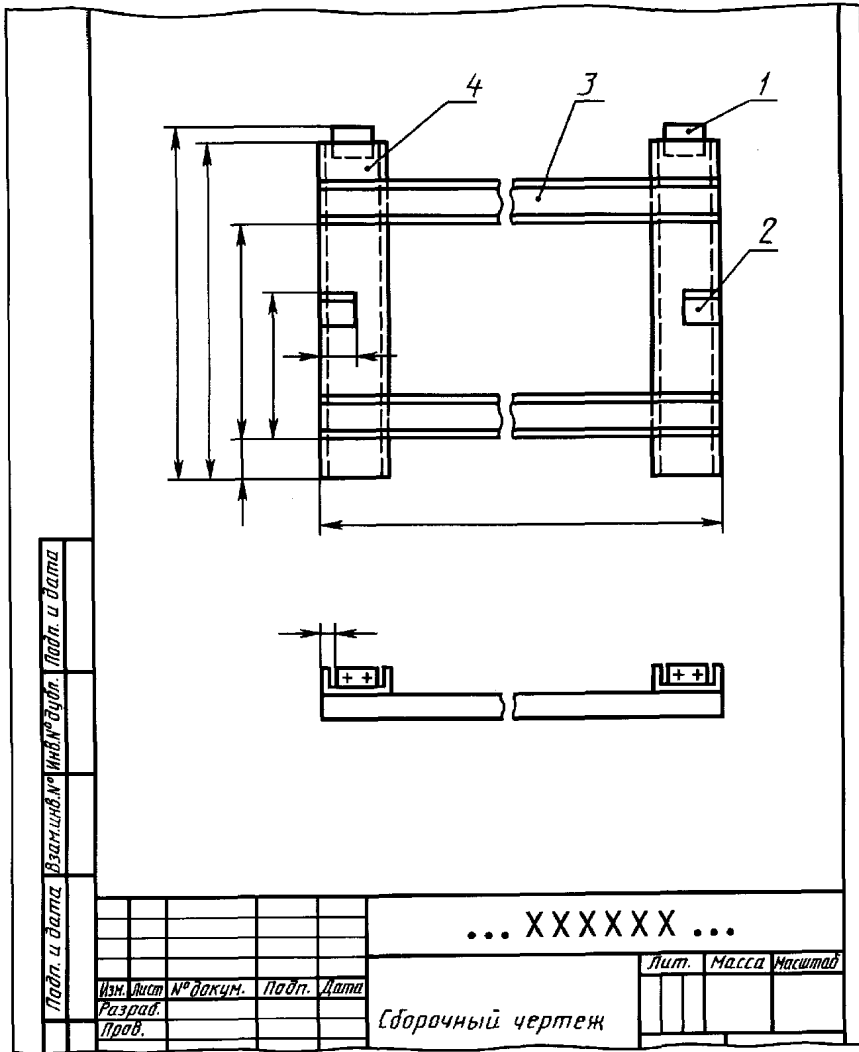 4
1
3
2
Подп. и дата
Инв.№ дубл.
Взам.инв.№
Подп. и дата
... XXXXXX ...
Лит. Масса Масштаб
Изм. Лист № докум. Подп. Дата
Разраб.
Пров.
Сборочный чертеж